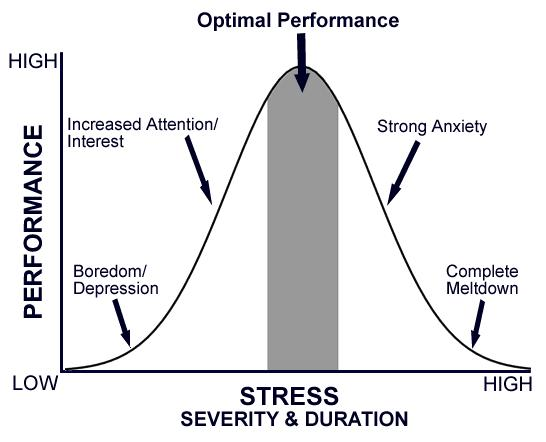 Optimal Performance
HIGH
Increased Attention/
Interest
Strong Anxiety
PERFORMANCE
Boredom/
Depression
Complete
Meltdown
LOW
HIGH
STRESS
SEVERITY & DURATION